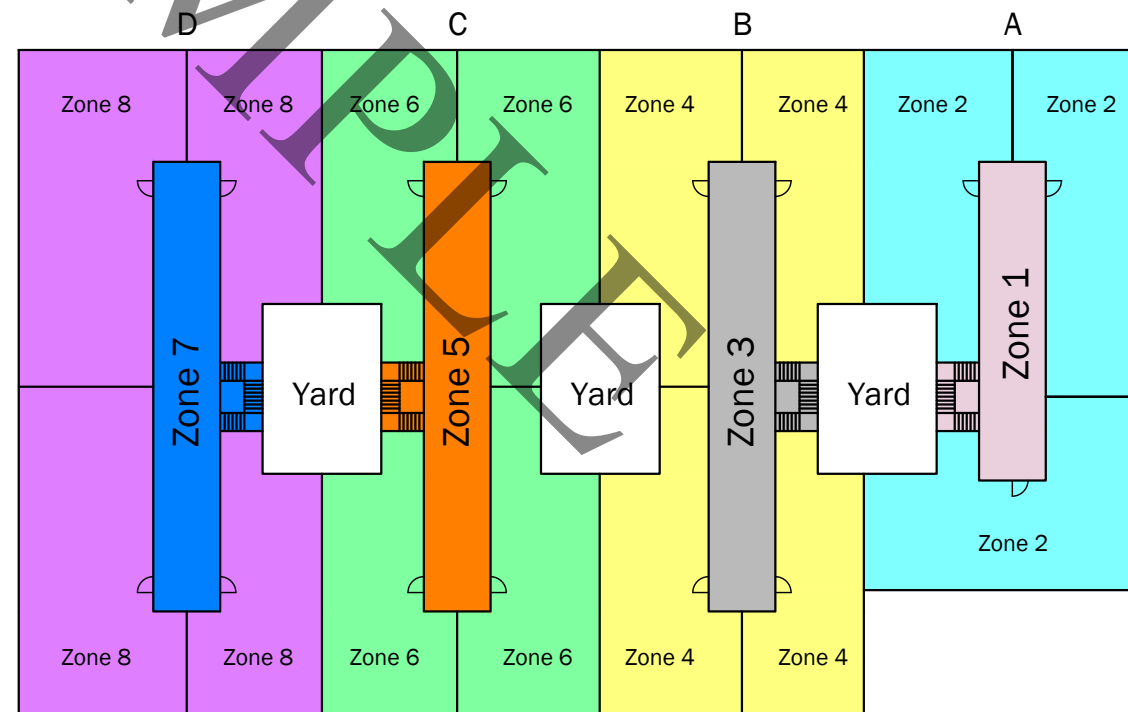 D C B A
Zone 8 Zone 8 Zone 6 Zone 6 Zone 4 Zone 4 Zone 2 Zone 2
Zone 7 Yard Zone 5 Yard Zone 3 Yard Zone 1
Zone 2
Zone 8 Zone 8 Zone 6 Zone 6 Zone 4 Zone 4
MPLE